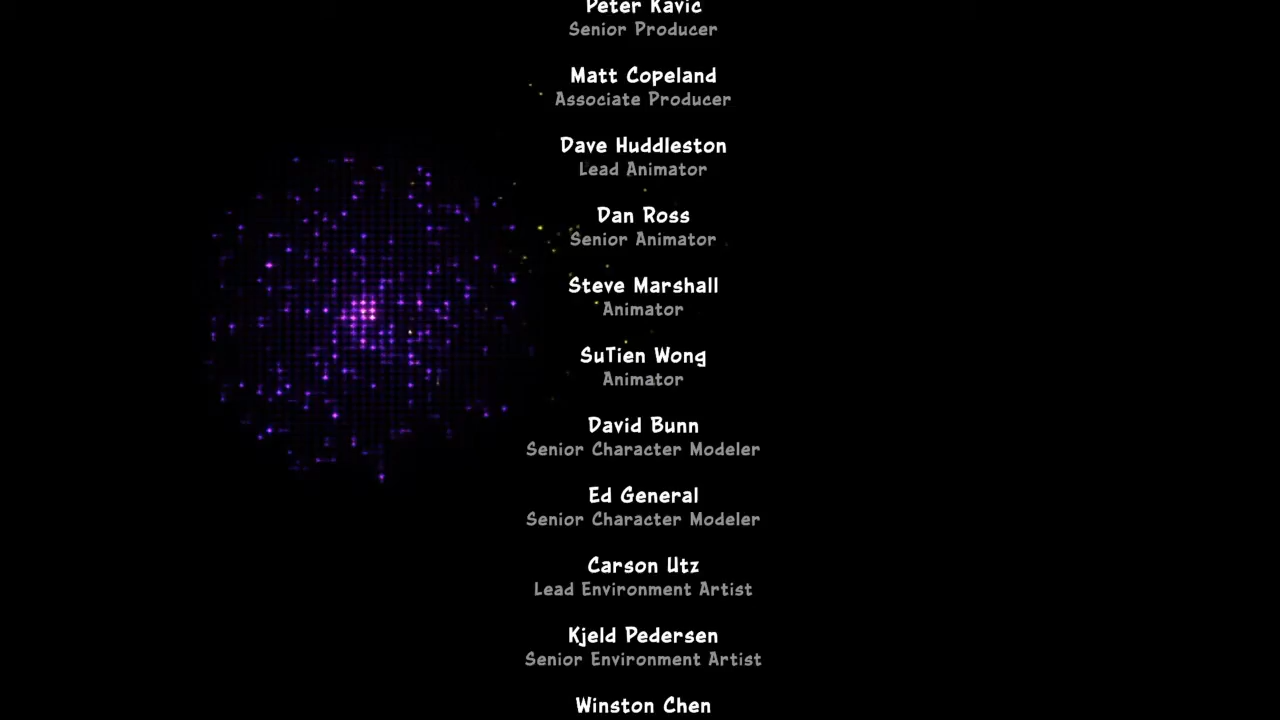 Peter Kavic
Senior Producer
Matt Copeland
Associate Producer
Dave Huddleston
Lead Animator
Dan Ross
Senior Animator
Steve Marshall
Animator
SuTien Wong
Animator
David Bunn
Senior Character Modeler
Ed General
Senior Character Modeler
Carson Utz
Lead Environment Artist
Kjeld Pedersen
Senior Environment Artist
Winston Chen